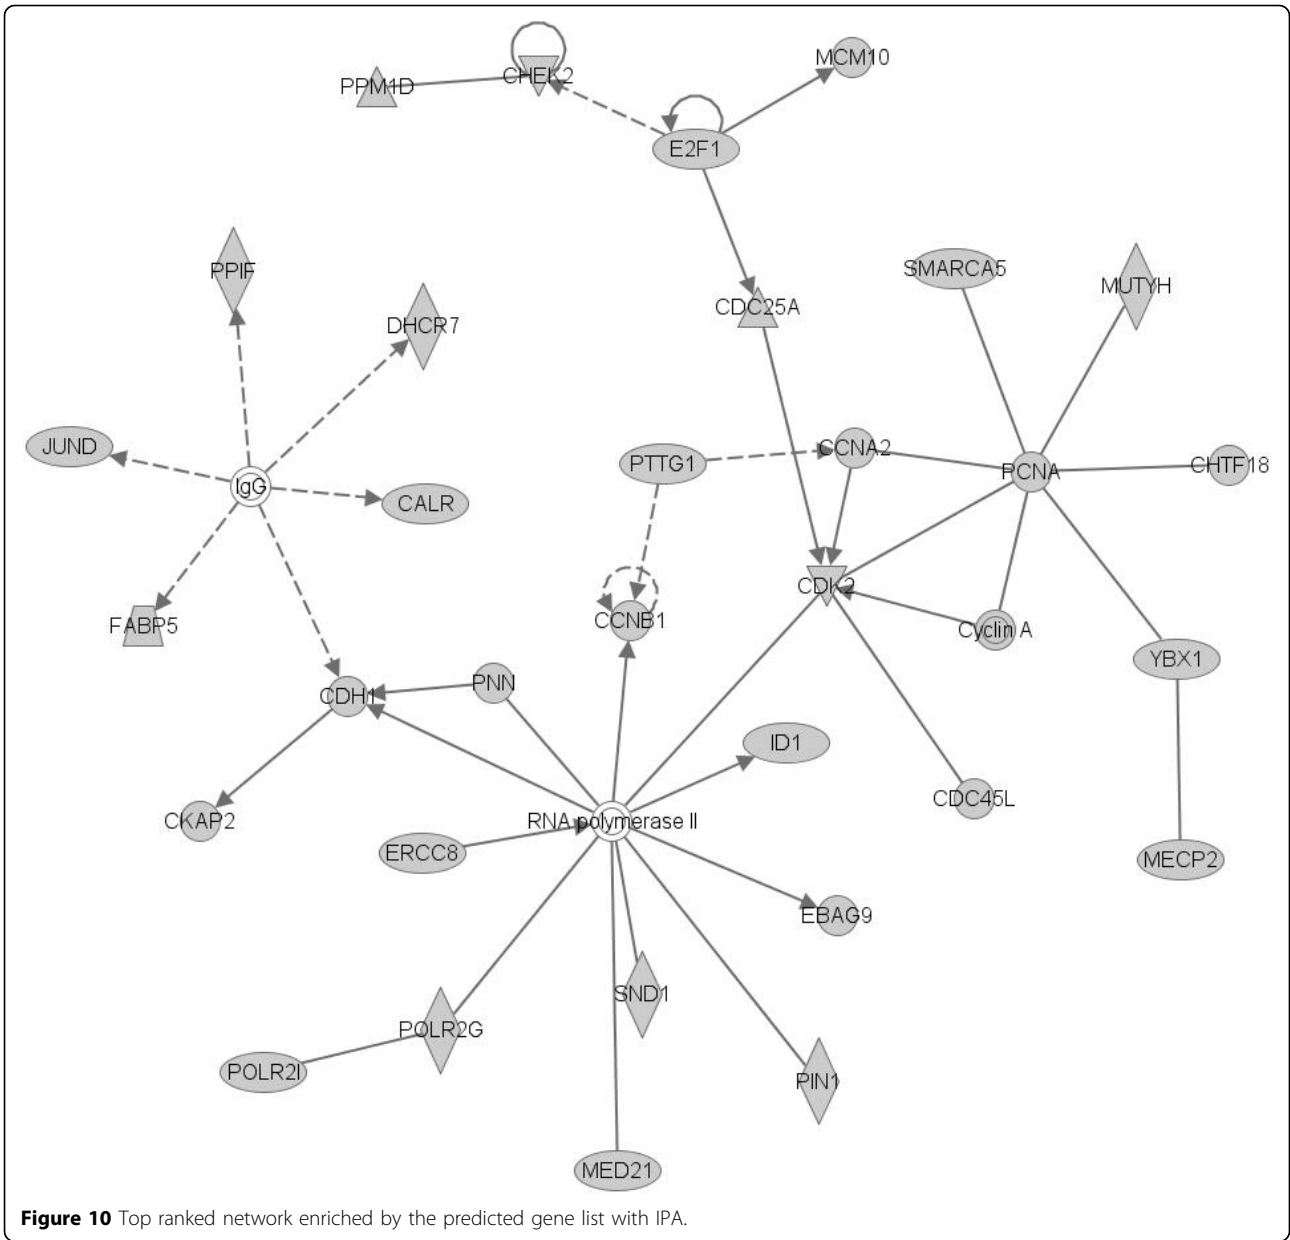 MCM10
CHEK2
PPM1D
E2F1
SMARCA5
PPIF
MUTYH
CDC25A
DHCR7
JUND
CCNA2
PTTG1
CHTF18
PCNA
IgG
CALR
CDK2
CCNB1
FABP5
Cyclin A
YBX1
PNN
CDH1
ID1
CDC45L
CKAP2
RNA polymerase II
ERCC8
MECP2
EBAG9
SND1
POLR2G
POLR2I
PIN1
MED21
Figure 10 Top ranked network enriched by the predicted gene list with IPA.